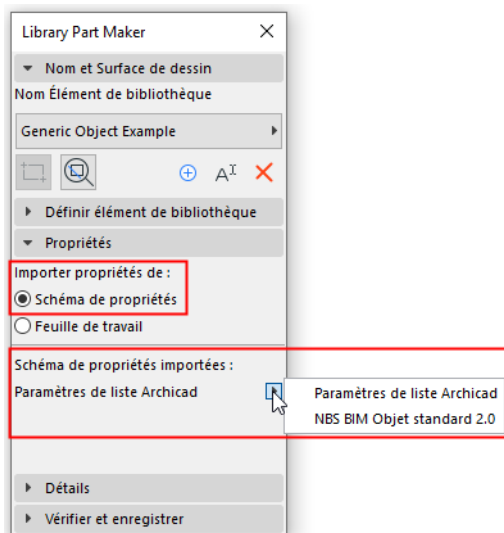 Library Part Maker
Nom et Surface de dessin
Nom Élément de bibliothèque
Generic Object Example
Définir élément de bibliothèque
Propriétés
Importer propriétés de :
Schéma de propriétés
Feuille de travail
Schéma de propriétés importées :
Paramètres de liste Archicad
Paramètres de liste Archicad
NBS BIM Objet standard 2.0
Détails
Vérifier et enregistrer